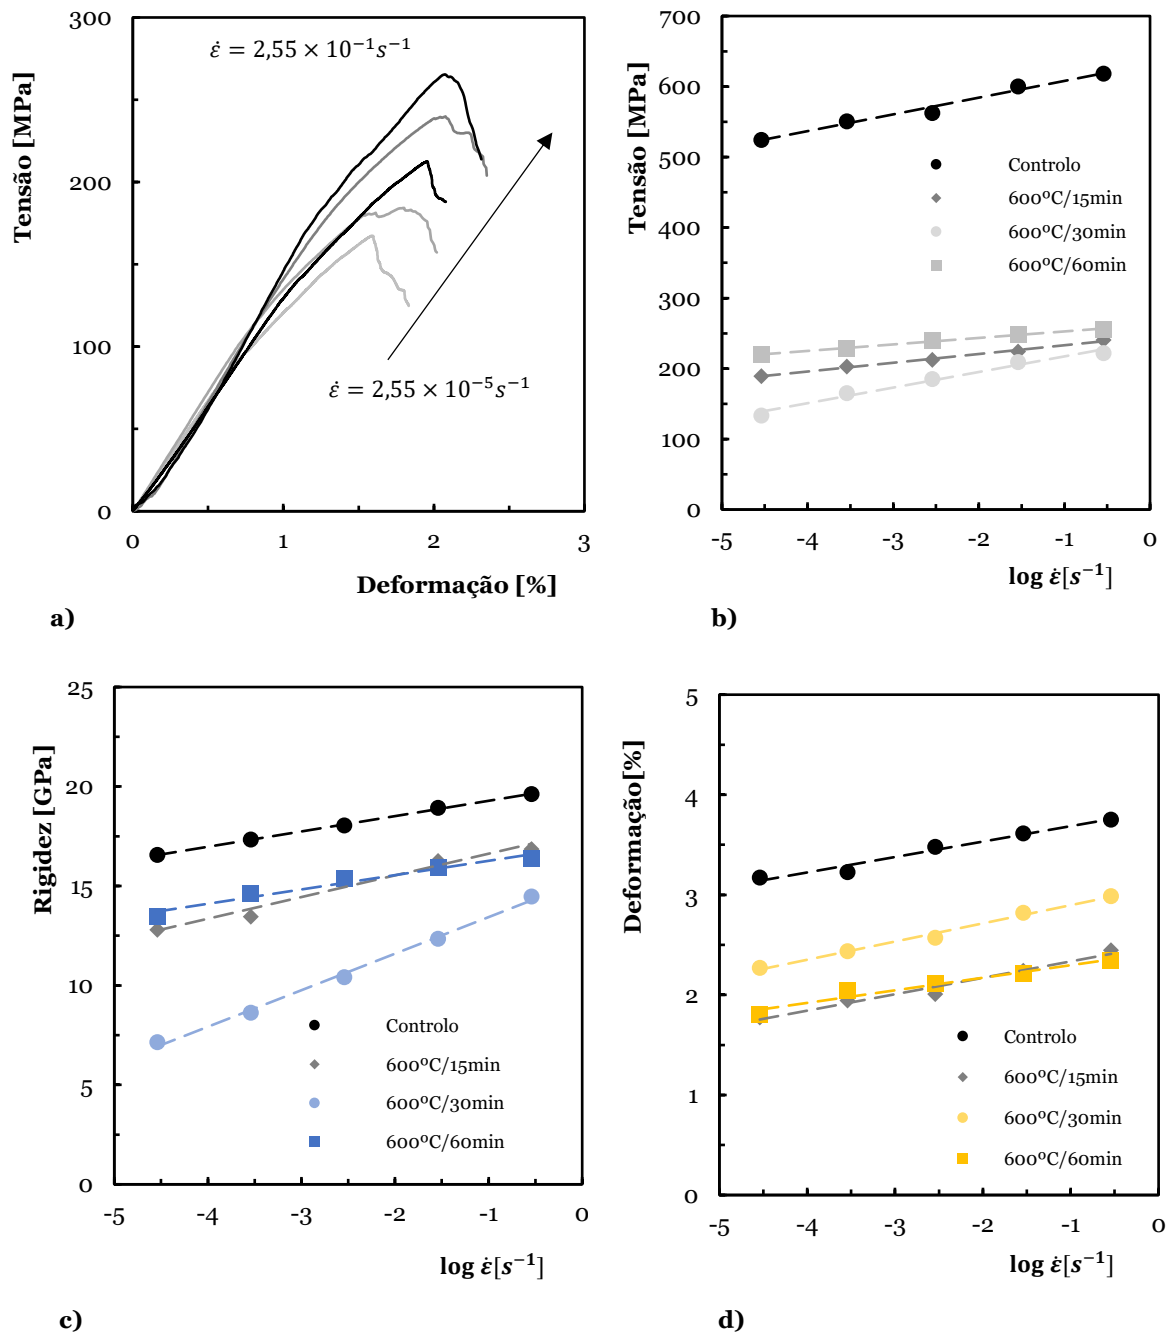 300
200
100
0
0
1
2
3
Tensão [MPa]
Deformação [%]
ε̇ = 2,55 × 10⁻¹s⁻¹
ε̇ = 2,55 × 10⁻⁵s⁻¹
a)
700
600
500
400
300
200
100
0
-5
-4
-3
-2
-1
0
Tensão [MPa]
log ε̇[s⁻¹]
Controlo
600ºC/15min
600ºC/30min
600ºC/60min
b)
25
20
15
10
5
0
-5
-4
-3
-2
-1
0
Rigidez [GPa]
log ε̇[s⁻¹]
Controlo
600ºC/15min
600ºC/30min
600ºC/60min
c)
5
4
3
2
1
0
-5
-4
-3
-2
-1
0
Deformação[%]
log ε̇[s⁻¹]
Controlo
600ºC/15min
600ºC/30min
600ºC/60min
d)